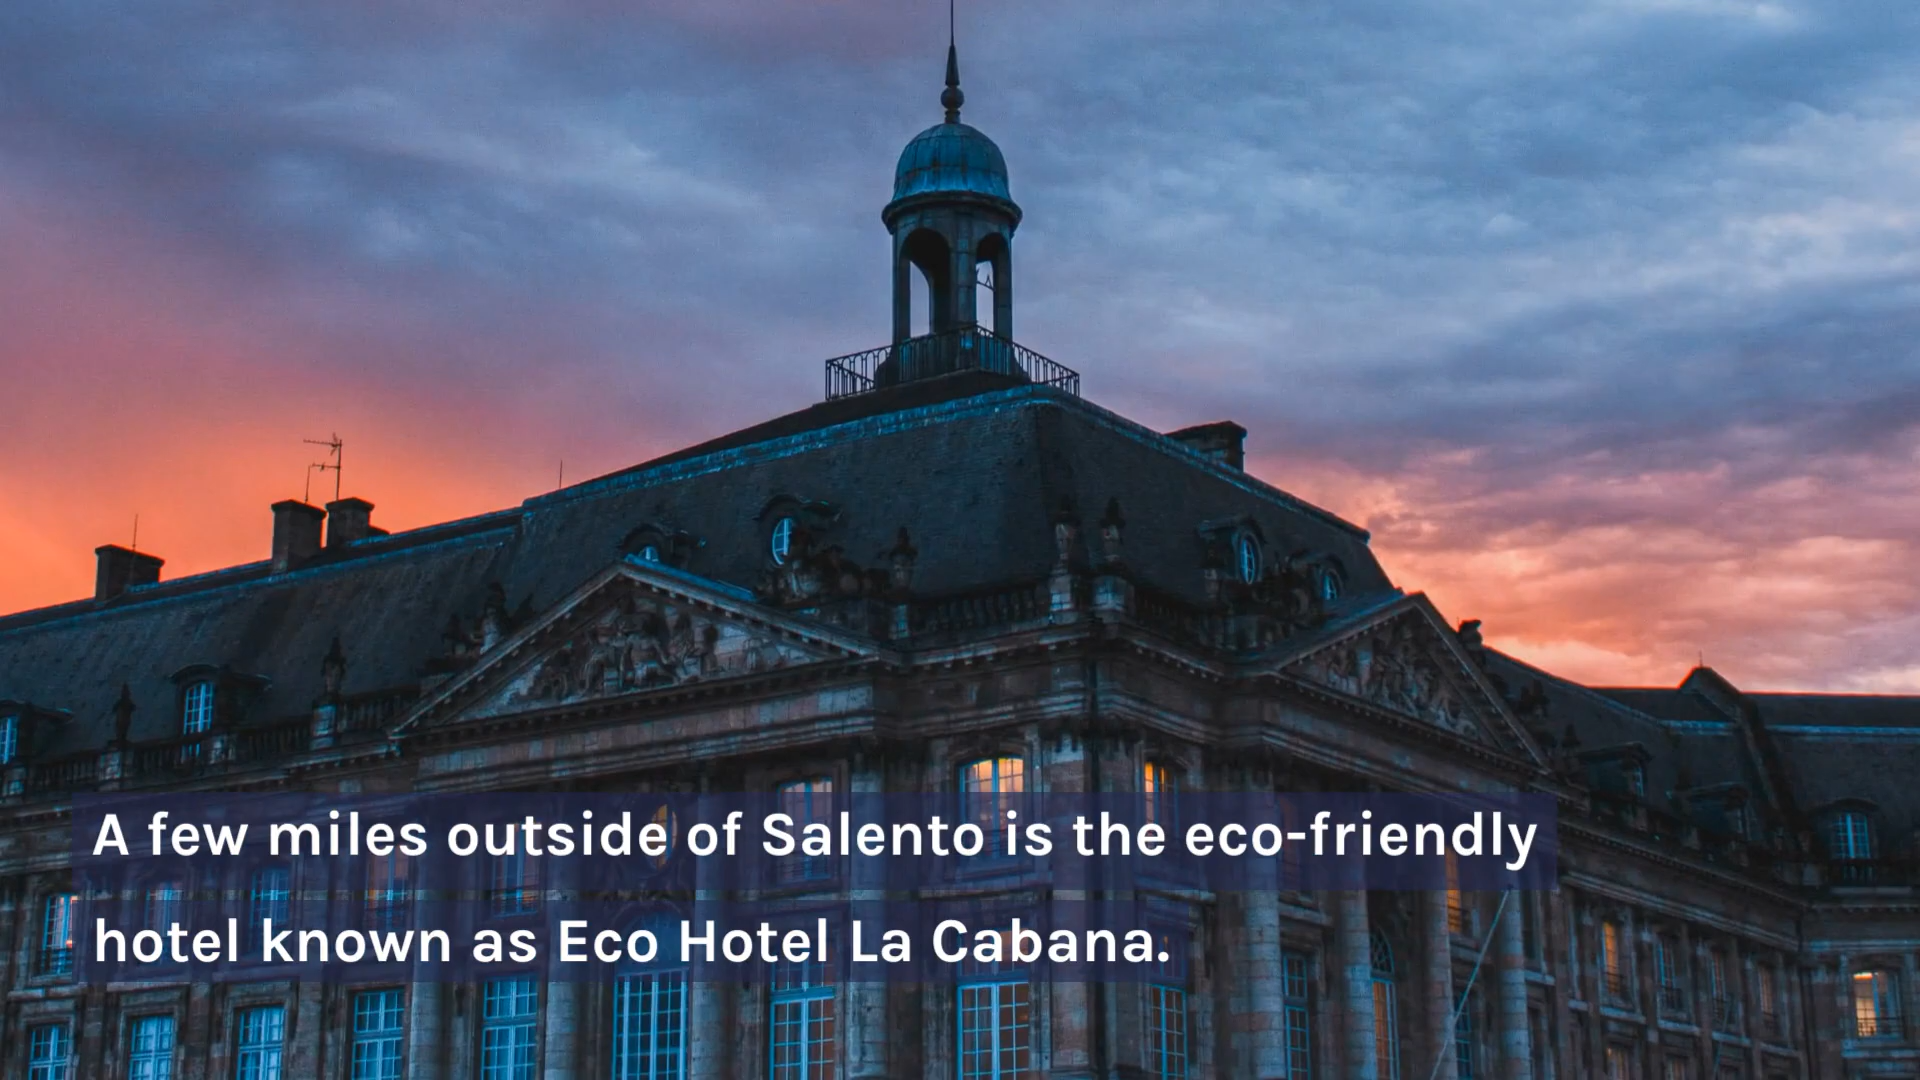 A few miles outside of Salento is the eco-friendly
hotel known as Eco Hotel La Cabana.